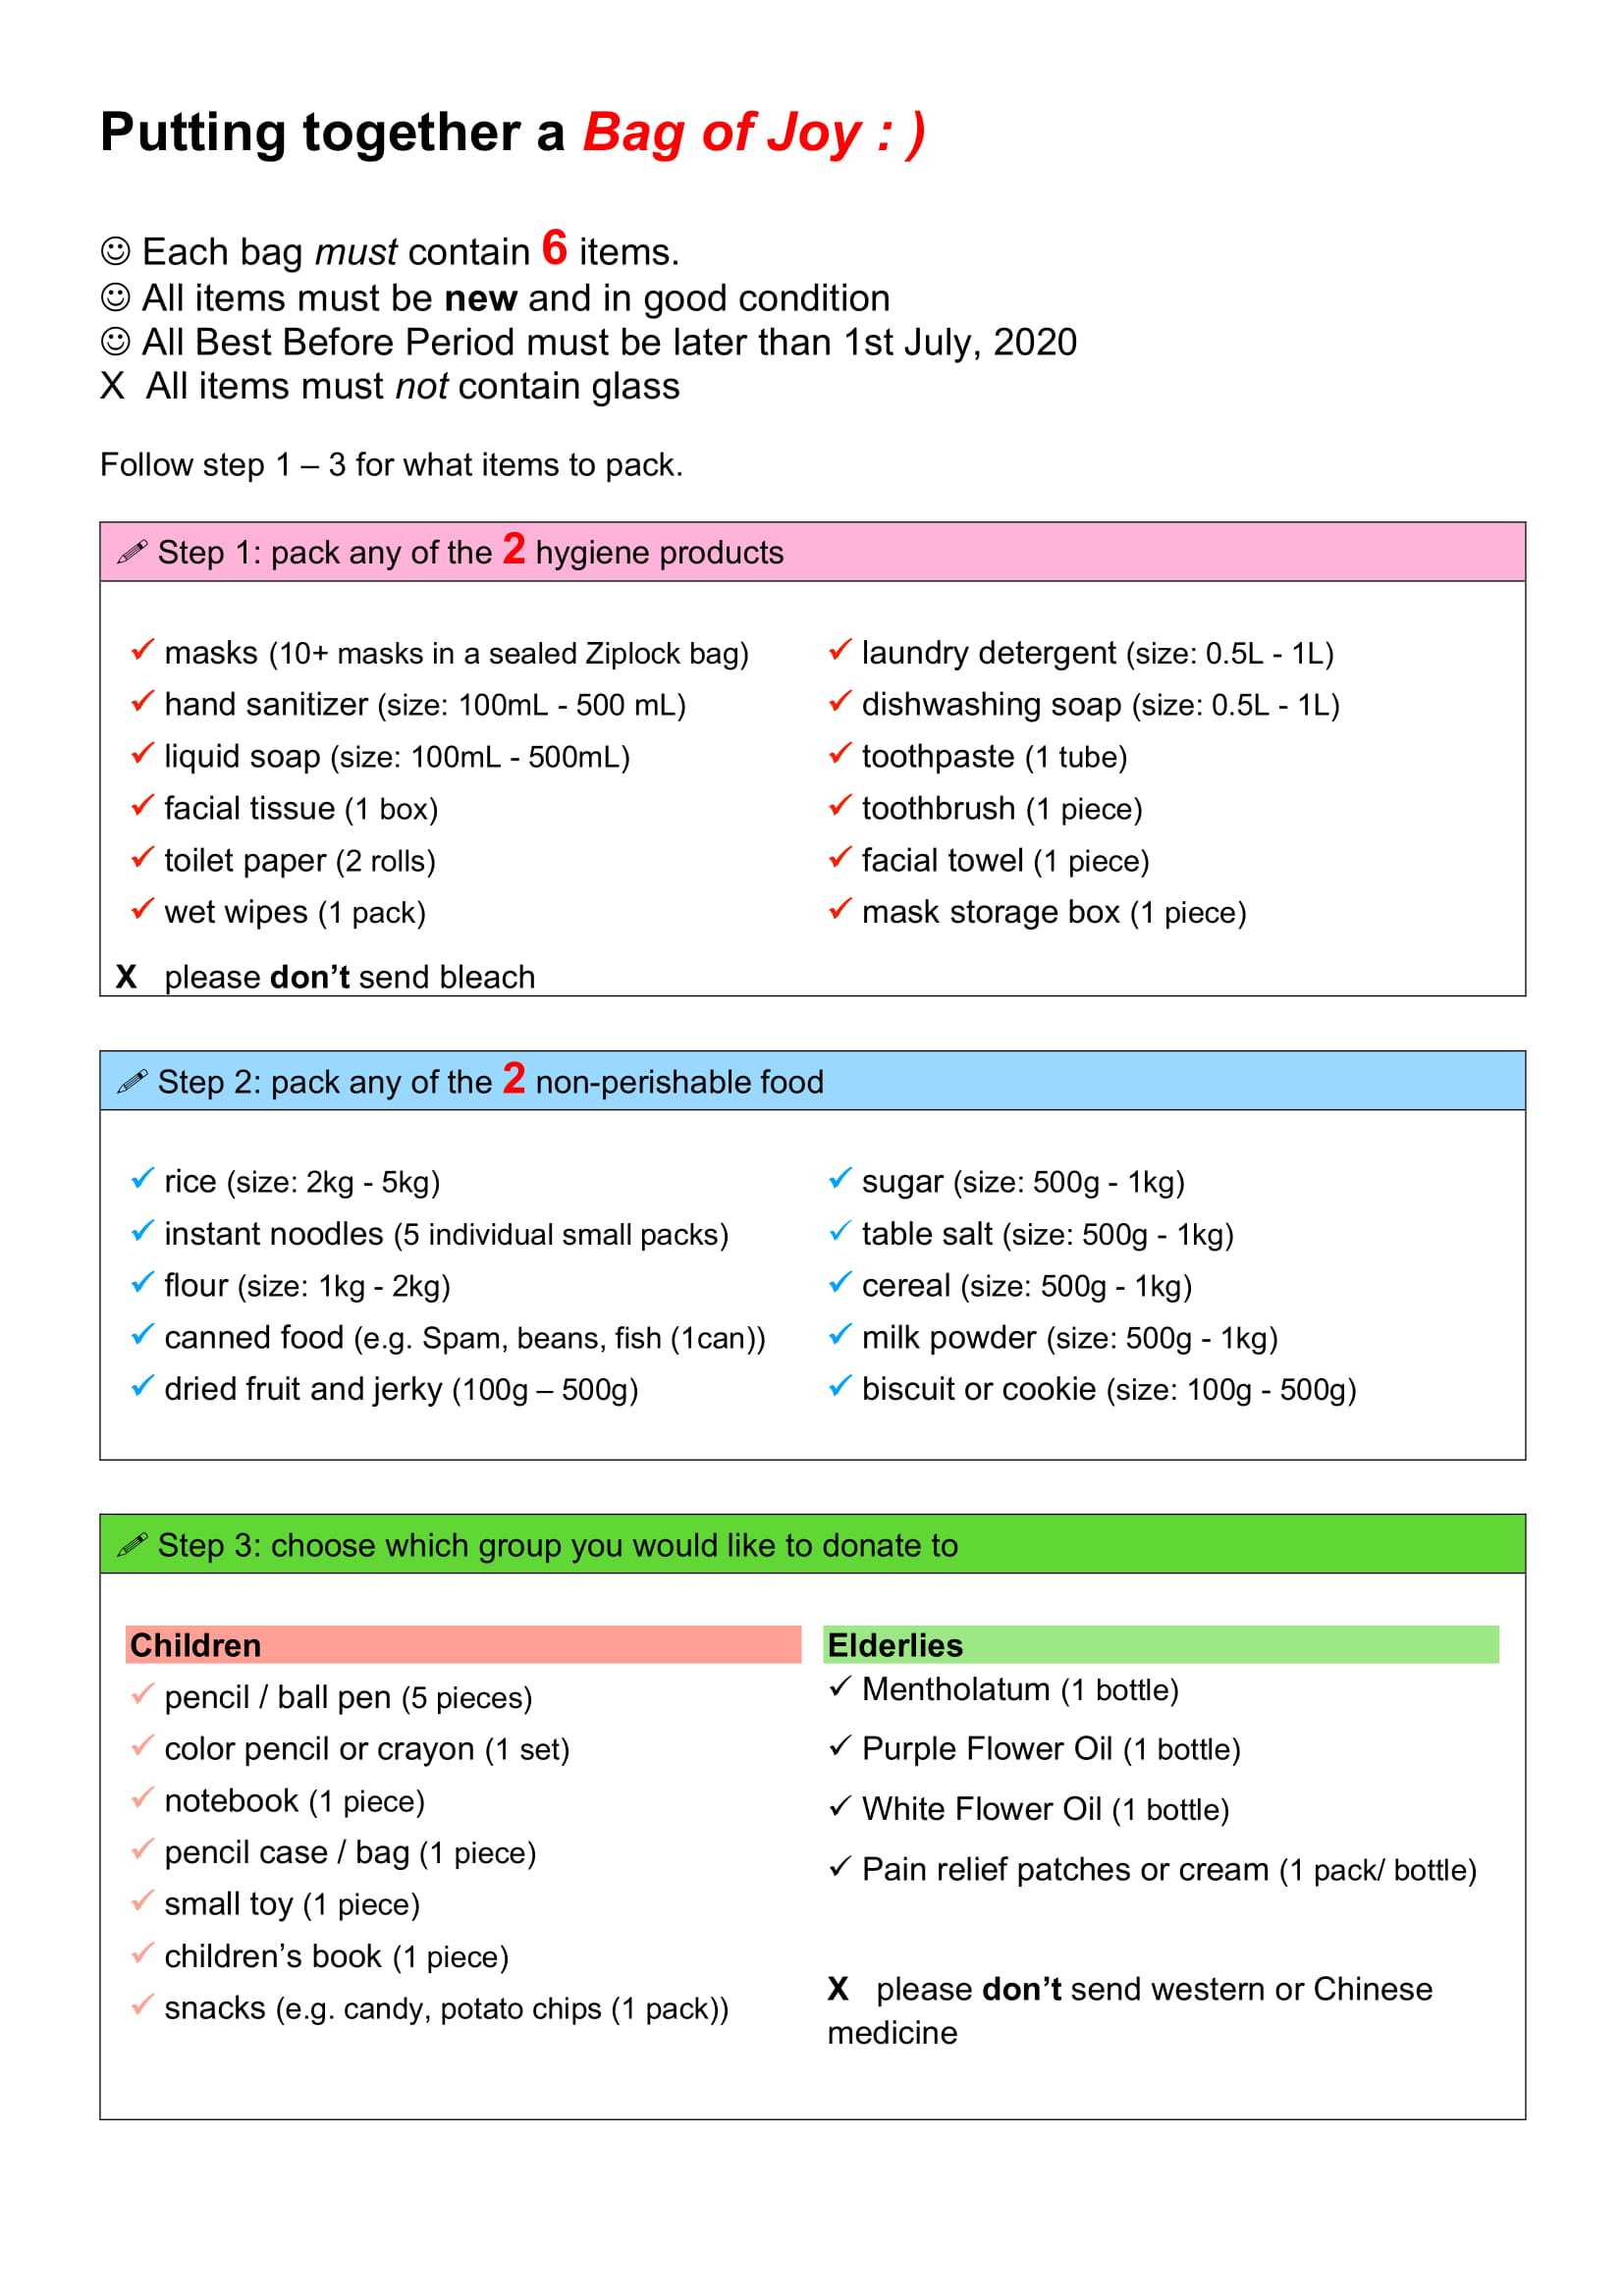 Putting together a Bag of Joy : )
☺ Each bag must contain 6 items.
☺ All items must be new and in good condition
☺ All Best Before Period must be later than 1st July, 2020
X All items must not contain glass
Follow step 1 – 3 for what items to pack.
✏ Step 1: pack any of the 2 hygiene products
✓ masks (10+ masks in a sealed Ziplock bag)
✓ hand sanitizer (size: 100mL - 500 mL)
✓ liquid soap (size: 100mL - 500mL)
✓ facial tissue (1 box)
✓ toilet paper (2 rolls)
✓ wet wipes (1 pack)
✓ laundry detergent (size: 0.5L - 1L)
✓ dishwashing soap (size: 0.5L - 1L)
✓ toothpaste (1 tube)
✓ toothbrush (1 piece)
✓ facial towel (1 piece)
✓ mask storage box (1 piece)
X please don’t send bleach
✏ Step 2: pack any of the 2 non-perishable food
✓ rice (size: 2kg - 5kg)
✓ instant noodles (5 individual small packs)
✓ flour (size: 1kg - 2kg)
✓ canned food (e.g. Spam, beans, fish (1can))
✓ dried fruit and jerky (100g – 500g)
✓ sugar (size: 500g - 1kg)
✓ table salt (size: 500g - 1kg)
✓ cereal (size: 500g - 1kg)
✓ milk powder (size: 500g - 1kg)
✓ biscuit or cookie (size: 100g - 500g)
✏ Step 3: choose which group you would like to donate to
Children
✓ pencil / ball pen (5 pieces)
✓ color pencil or crayon (1 set)
✓ notebook (1 piece)
✓ pencil case / bag (1 piece)
✓ small toy (1 piece)
✓ children’s book (1 piece)
✓ snacks (e.g. candy, potato chips (1 pack))
Elderlies
✓ Mentholatum (1 bottle)
✓ Purple Flower Oil (1 bottle)
✓ White Flower Oil (1 bottle)
✓ Pain relief patches or cream (1 pack/ bottle)
X please don’t send western or Chinese
medicine